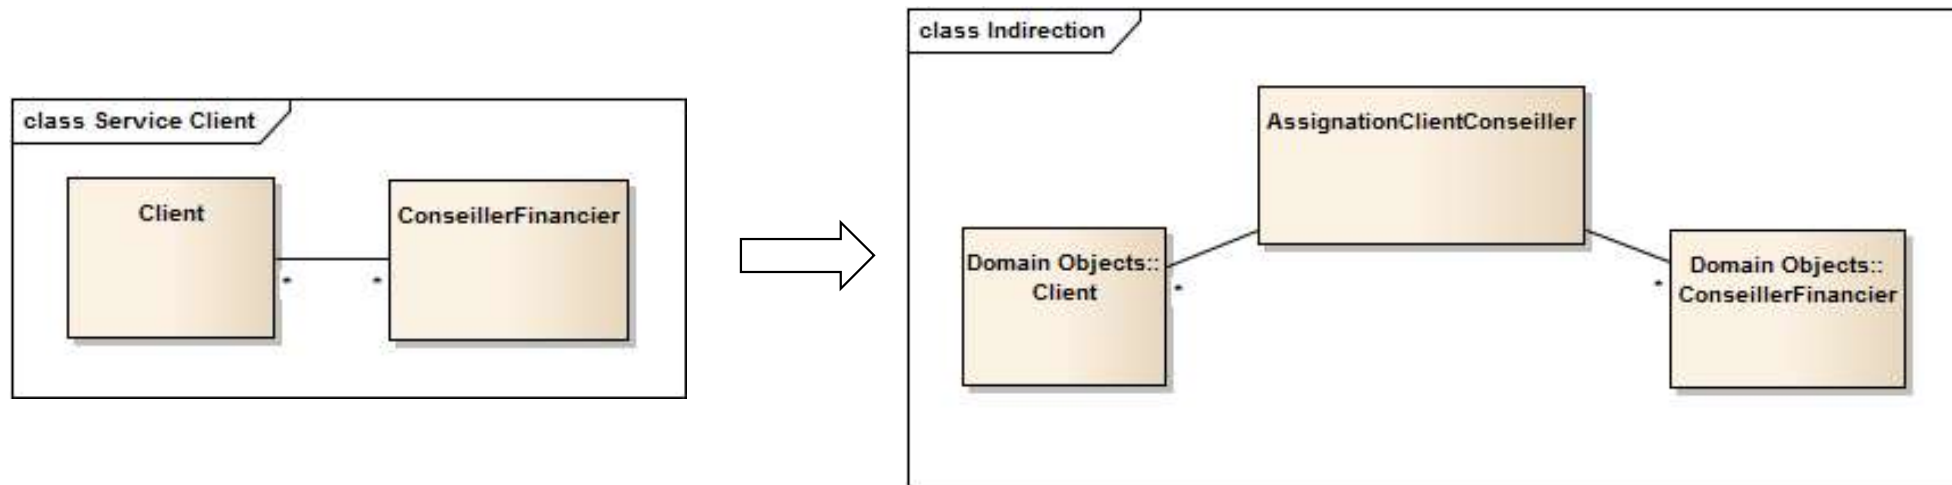 class Service Client
Client
ConseillerFinancier
*
*
class Indirection
AssignationClientConseiller
Domain Objects::
Client
*
Domain Objects::
ConseillerFinancier
*